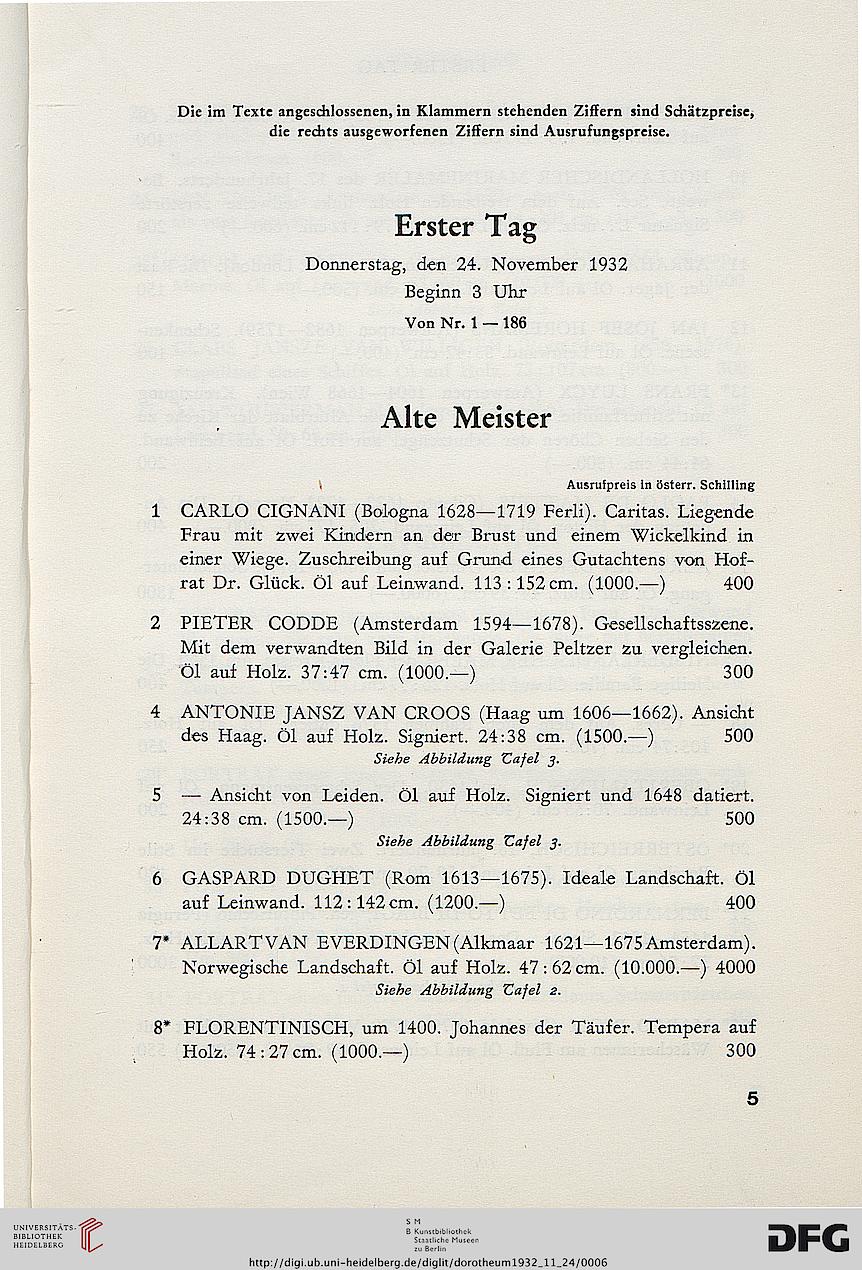 Die im Texte angeschlossenen, in Klammern stehenden Ziffern sind Schätzpreise,
die rechts ausgeworfenen Ziffern sind Ausrufungspreise.
Erster Tag
Donnerstag, den 24. November 1932
Beginn 3 Uhr
Von Nr. 1 — 186
Alte Meister
Ausrufpreis in österr. Schilling
1 CARLO CIGNANI (Bologna 1628—1719 Ferli). Caritas. Liegende
Frau mit zwei Kindern an der Brust und einem Wickelkind in
einer Wiege. Zuschreibung auf Grund eines Gutachtens von Hof-
rat Dr. Glück. Öl auf Leinwand. 113 : 152 cm. (1000.—) 400
2 PIETER CODDE (Amsterdam 1594—1678). Gesellschaftsszene.
Mit dem verwandten Bild in der Galerie Peltzer zu vergleichen.
Öl auf Holz. 37:47 cm. (1000.—) 300
4 ANTONIE JANSZ VAN CROOS (Haag um 1606—1662). Ansicht
des Haag. Öl auf Holz. Signiert. 24:38 cm. (1500.—) 500
Siehe Abbildung Tafel 3.
5 — Ansicht von Leiden. Öl auf Holz. Signiert und 1648 datiert.
24:38 cm. (1500.—) 500
Siehe Abbildung Tafel 3.
6 GASPARD DUGHET (Rom 1613—1675). Ideale Landschaft. Öl
auf Leinwand. 112 : 142 cm. (1200.—) 400
7* ALLART VAN EVERDINGEN (Alkmaar 1621—1675 Amsterdam).
Norwegische Landschaft. Öl auf Holz. 47 : 62 cm. (10.000.—) 4000
Siehe Abbildung Tafel 2.
8* FLORENTINISCH, um 1400. Johannes der Täufer. Tempera auf
Holz. 74 : 27 cm. (1000.—) 300
5
UNIVERSITÄTS-
BIBLIOTHEK
HEIDELBERG
S M
B Kunstbibliothek
Staatliche Museen
zu Berlin
DFG
http://digi.ub.uni-heidelberg.de/diglit/dorotheum1932_11_24/0006